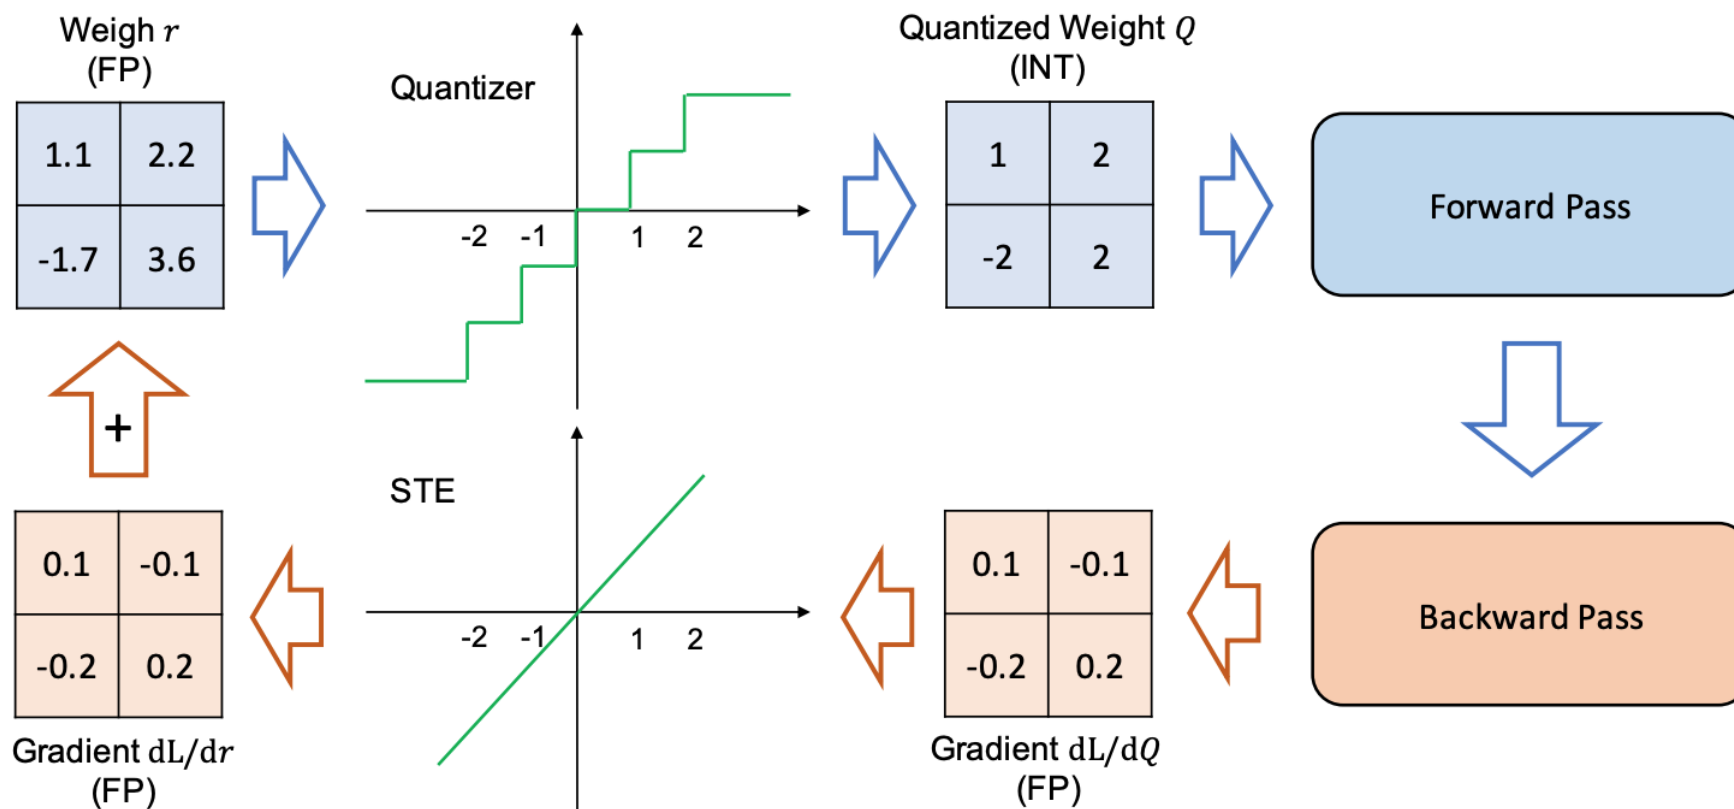 Weigh r
(FP)
1.1 2.2
-1.7 3.6
Quantizer
-2 -1 1 2
Quantized Weight Q
(INT)
1 2
-2 2
Forward Pass
+
STE
-2 -1 1 2
0.1 -0.1
-0.2 0.2
Gradient dL/dr
(FP)
0.1 -0.1
-0.2 0.2
Gradient dL/dQ
(FP)
Backward Pass